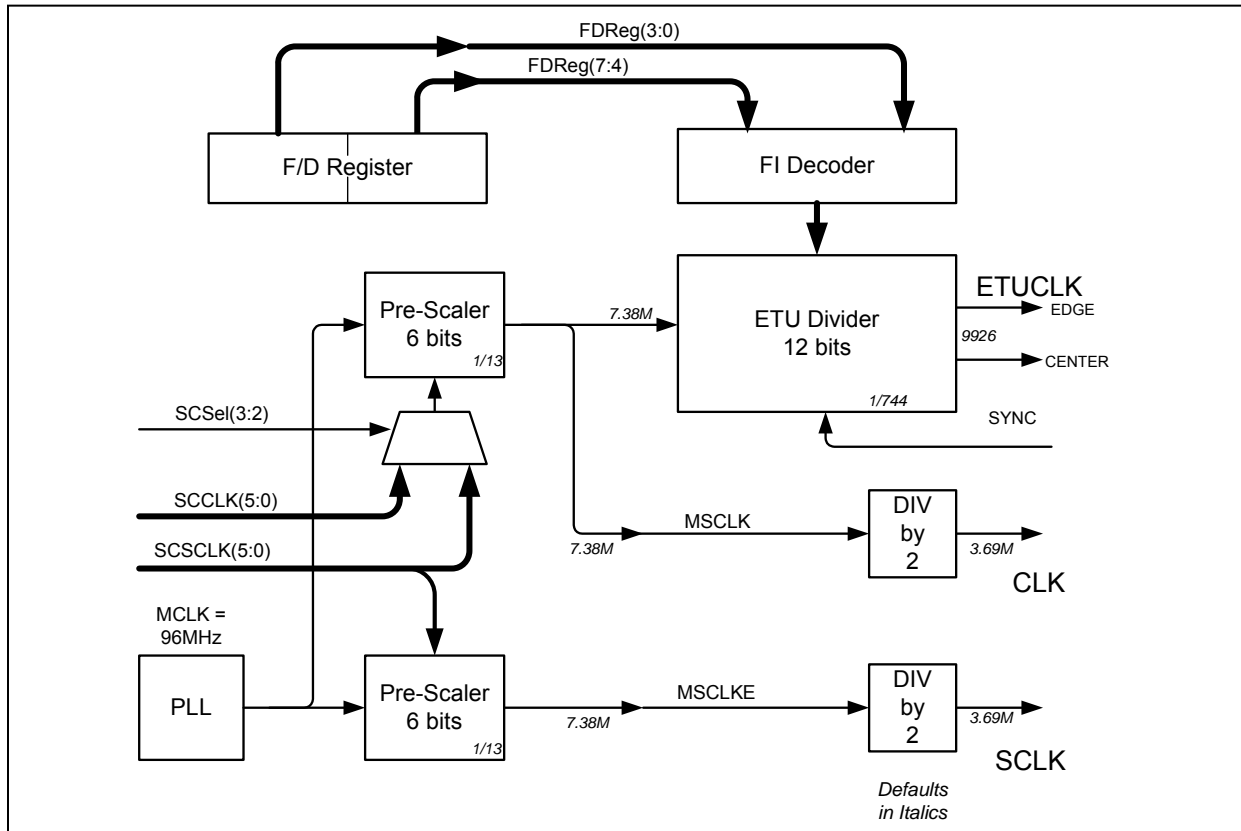 FDReg(3:0)
FDReg(7:4)
F/D Register
FI Decoder
Pre-Scaler
6 bits
1/13
7.38M
ETU Divider
12 bits
1/744
ETUCLK
EDGE
9926
CENTER
SYNC
SCSel(3:2)
SCCLK(5:0)
SCSCLK(5:0)
7.38M
MSCLK
DIV
by
2
3.69M
CLK
MCLK =
96MHz
PLL
Pre-Scaler
6 bits
1/13
7.38M
MSCLKE
DIV
by
2
3.69M
SCLK
Defaults
in Italics